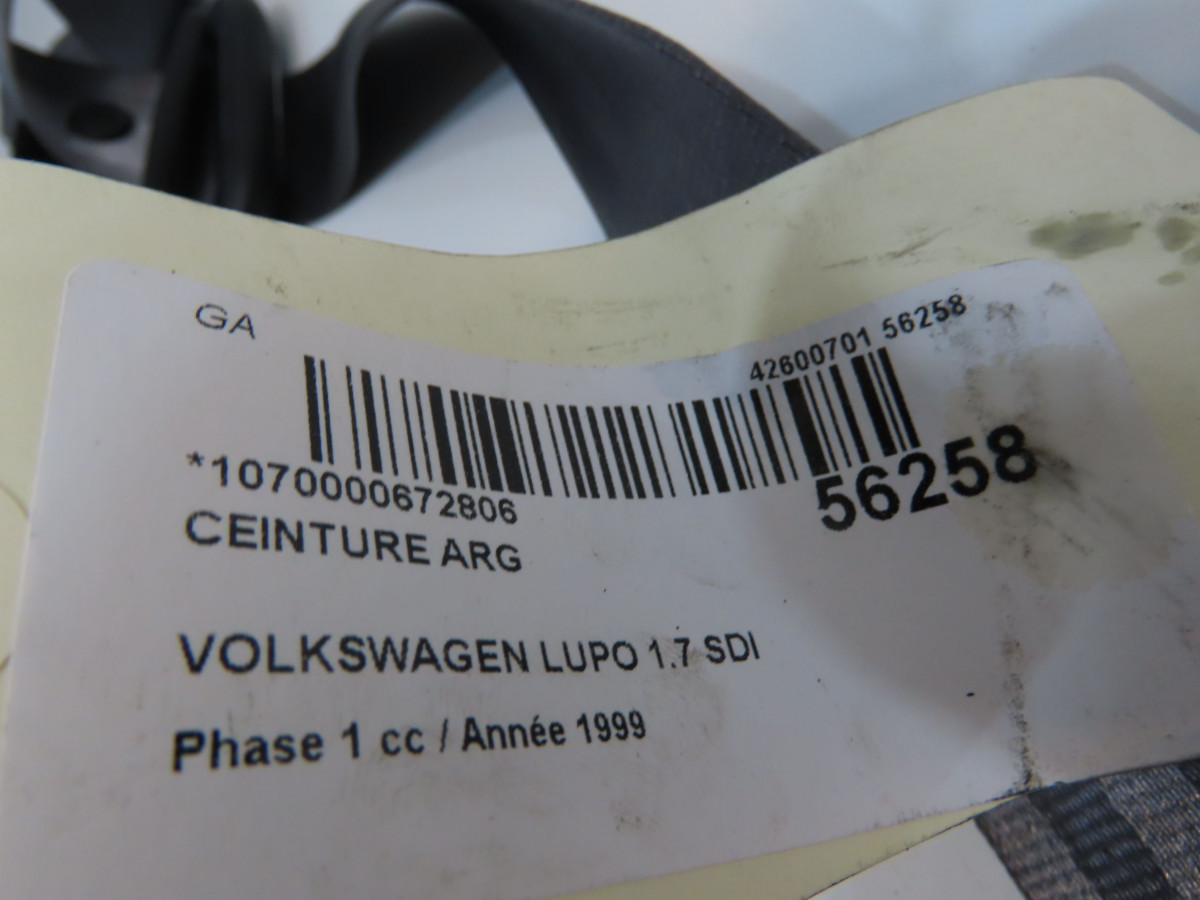 GA
42600701 56258
*1070000672806
56258
CEINTURE ARG
VOLKSWAGEN LUPO 1.7 SDI
Phase 1 cc / Année 1999